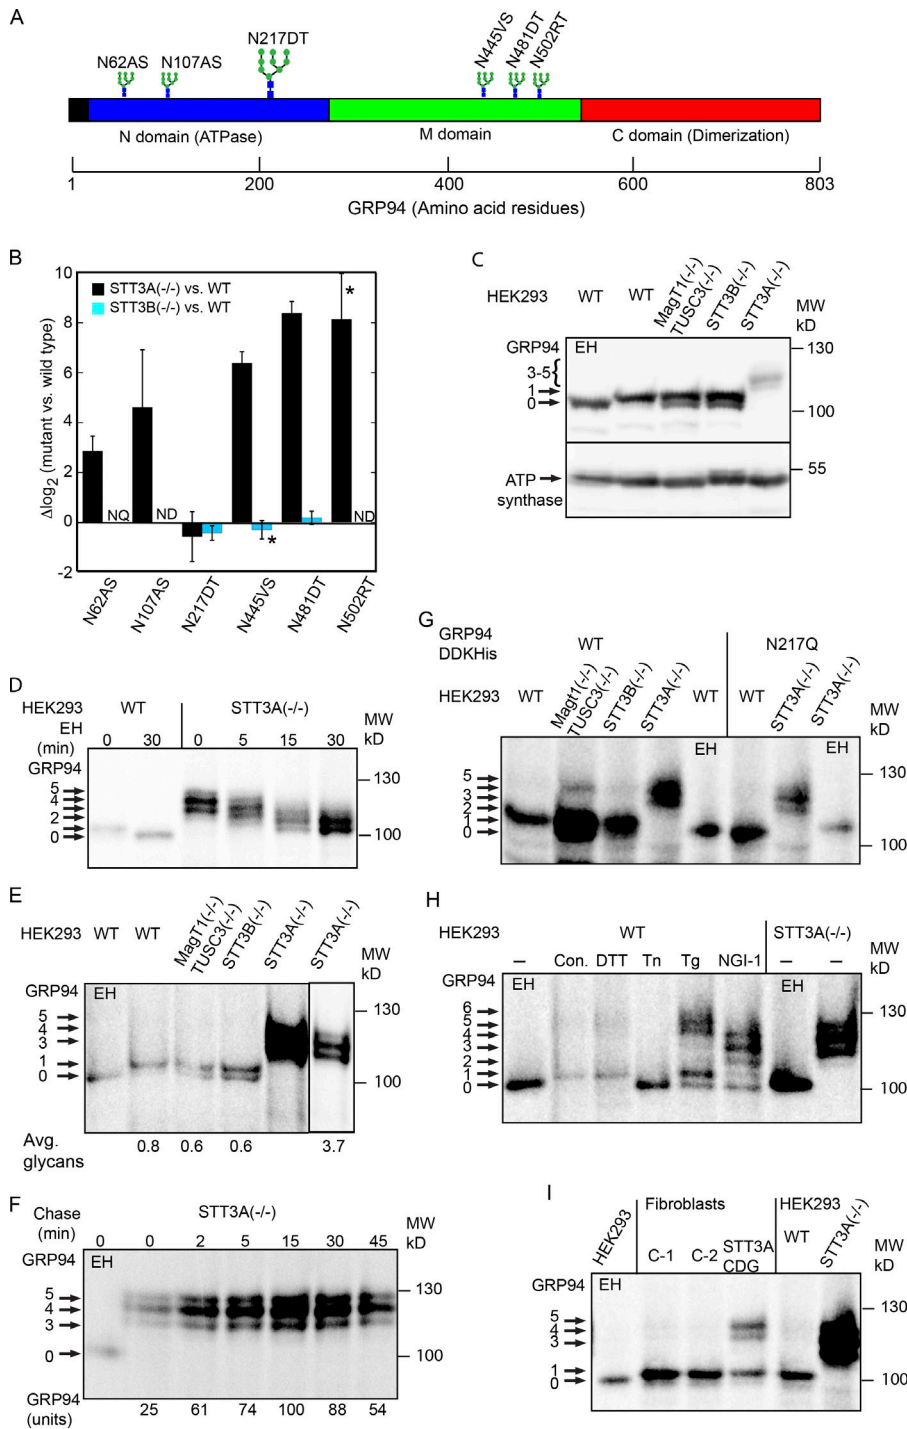 A
N62AS
N107AS
N217DT
N445VS
N481DT
N502RT
N domain (ATPase)
M domain
C domain (Dimerization)
1
200
400
600
803
GRP94 (Amino acid residues)
B
Δlog2 (mutant vs. wild type)
10
8
6
4
2
0
-2
STT3A(-/-) vs. WT
STT3B(-/-) vs. WT
*
NQ
ND
*
ND
N62AS
N107AS
N217DT
N445VS
N481DT
N502RT
C
HEK293
WT
WT
MagT1(-/-)
TUSC3(-/-)
STT3B(-/-)
STT3A(-/-)
MW
kD
GRP94
EH
3-5{
1
0
130
100
ATP
synthase
55
D
HEK293
WT
STT3A(-/-)
EH
(min)
0
30
0
5
15
30
MW
kD
GRP94
5
4
3
2
1
0
130
100
E
HEK293
WT
WT
MagT1(-/-)
TUSC3(-/-)
STT3B(-/-)
STT3A(-/-)
STT3A(-/-)
MW
kD
GRP94
EH
5
4
3
1
0
130
100
Avg.
glycans
0.8
0.6
0.6
3.7
F
Chase
(min)
STT3A(-/-)
0
0
2
5
15
30
45
MW
kD
GRP94
EH
5
4
3
0
130
100
GRP94
(units)
25
61
74
100
88
54
G
GRP94
DDKHis
WT
N217Q
HEK293
WT
Magt1(-/-)
TUSC3(-/-)
STT3B(-/-)
STT3A(-/-)
WT
WT
STT3A(-/-)
STT3A(-/-)
MW
kD
EH
EH
5
4
3
2
1
0
130
100
H
HEK293
WT
STT3A(-/-)
–
Con.
DTT
Tn
Tg
NGI-1
–
–
MW
kD
GRP94
EH
EH
6
5
4
3
2
1
0
130
100
I
HEK293
Fibroblasts
C-1
C-2
STT3A
CDG
HEK293
WT
STT3A(-/-)
MW
kD
GRP94
EH
5
4
3
1
0
130
100